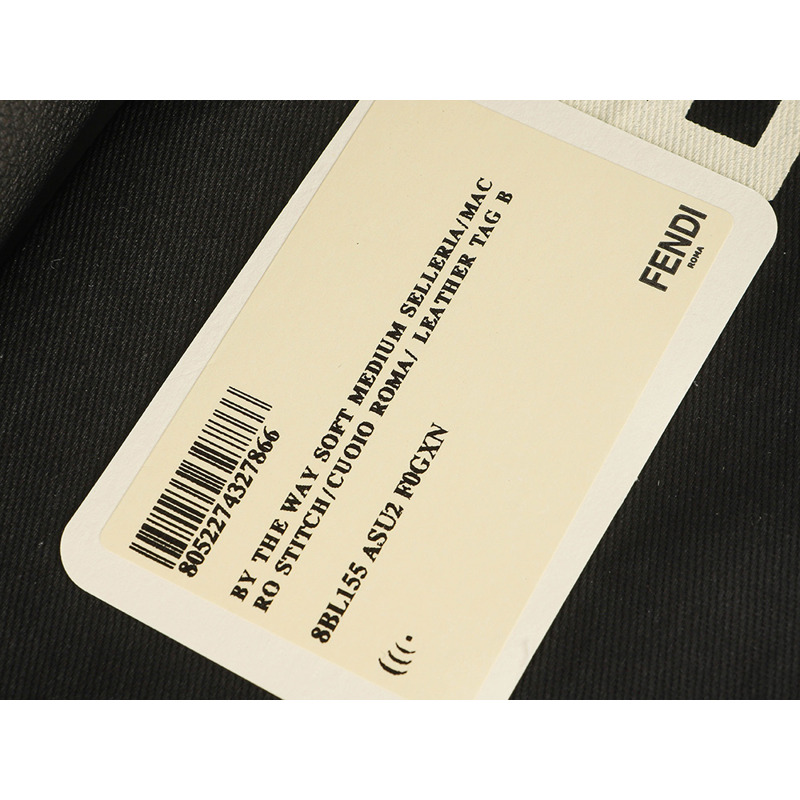 FENDI
ROMA
BY THE WAY SOFT MEDIUM SELLERIA/MAC
RO STITCH/CUOIO ROMA/ LEATHER TAG B
8BL155 ASU2 F0GXN
8052274327866